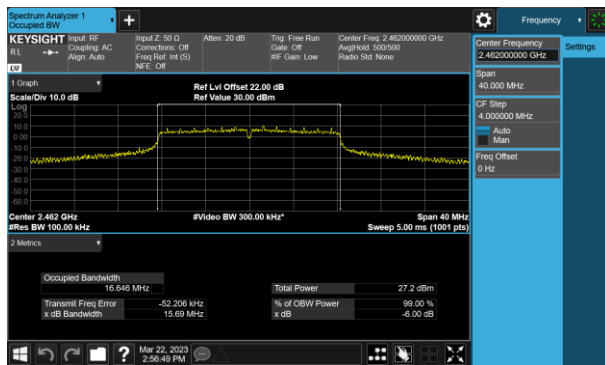 Spectrum Analyzer 1
Occupied BW
Frequency
KEYSIGHT
RL
LXI
Input: RF
Coupling: AC
Align: Auto
Input Z: 50 Ω
Corrections: Off
Freq Ref: Int (S)
NFE: Off
Atten: 20 dB
Trig: Free Run
Gate: Off
#IF Gain: Low
Center Freq: 2.462000000 GHz
Avg|Hold: 500/500
Radio Std: None
Center Frequency
2.462000000 GHz
Settings
Span
40.000 MHz
CF Step
4.000000 MHz
Auto
Man
Freq Offset
0 Hz
1 Graph
Scale/Div 10.0 dB
Ref Lvl Offset 22.00 dB
Ref Value 30.00 dBm
Log
20.0
10.0
0.00
-10.0
-20.0
-30.0
-40.0
-50.0
-60.0
Center 2.462 GHz
#Res BW 100.00 kHz
#Video BW 300.00 kHz*
Span 40 MHz
Sweep 5.00 ms (1001 pts)
2 Metrics
Occupied Bandwidth
16.646 MHz
Total Power
27.2 dBm
Transmit Freq Error
-52.206 kHz
% of OBW Power
99.00 %
x dB Bandwidth
15.69 MHz
x dB
-6.00 dB
?
Mar 22, 2023
2:56:49 PM